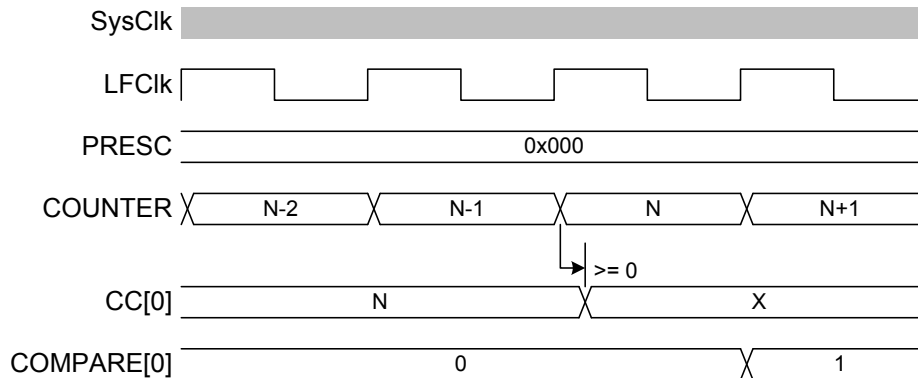 SysClk
LFClk
PRESC 0x000
COUNTER N-2 N-1 N N+1
>= 0
CC[0] N X
COMPARE[0] 0 1